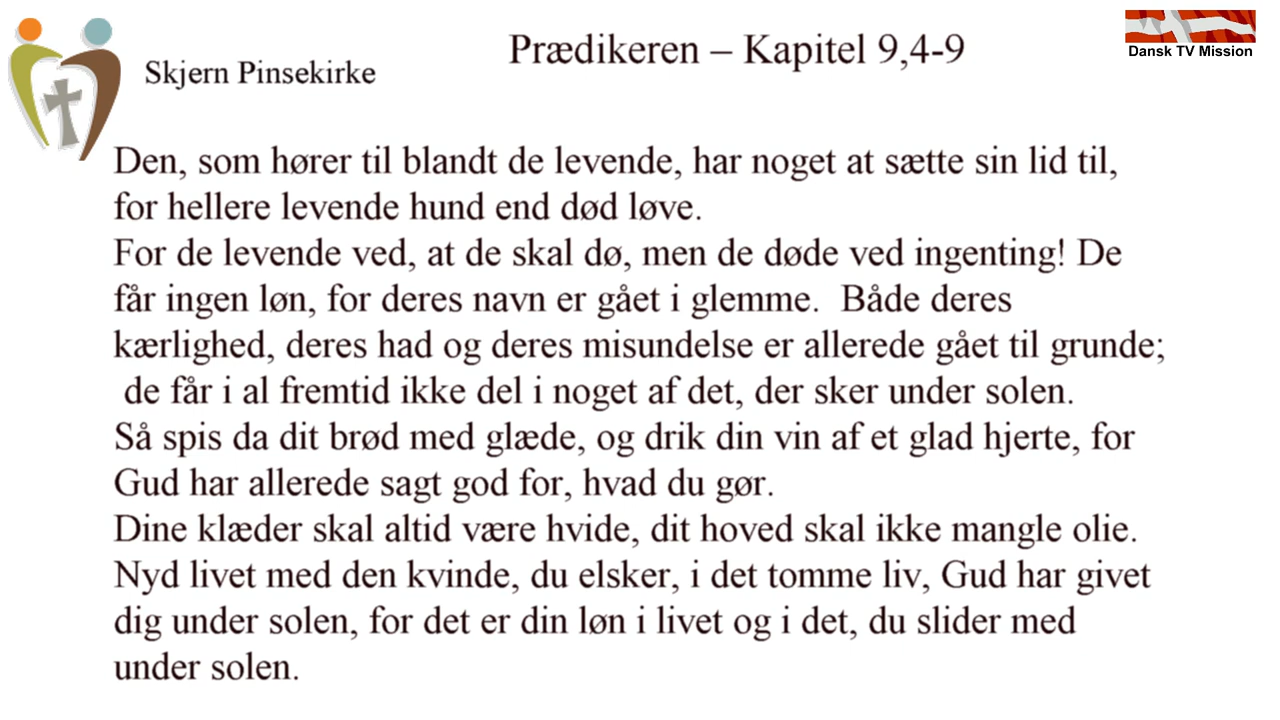 Prædikeren – Kapitel 9,4-9
Dansk TV Mission
Skjern Pinsekirke
Den, som hører til blandt de levende, har noget at sætte sin lid til,
for hellere levende hund end død løve.
For de levende ved, at de skal dø, men de døde ved ingenting! De
får ingen løn, for deres navn er gået i glemme.  Både deres
kærlighed, deres had og deres misundelse er allerede gået til grunde;
de får i al fremtid ikke del i noget af det, der sker under solen.
Så spis da dit brød med glæde, og drik din vin af et glad hjerte, for
Gud har allerede sagt god for, hvad du gør.
Dine klæder skal altid være hvide, dit hoved skal ikke mangle olie.
Nyd livet med den kvinde, du elsker, i det tomme liv, Gud har givet
dig under solen, for det er din løn i livet og i det, du slider med
under solen.